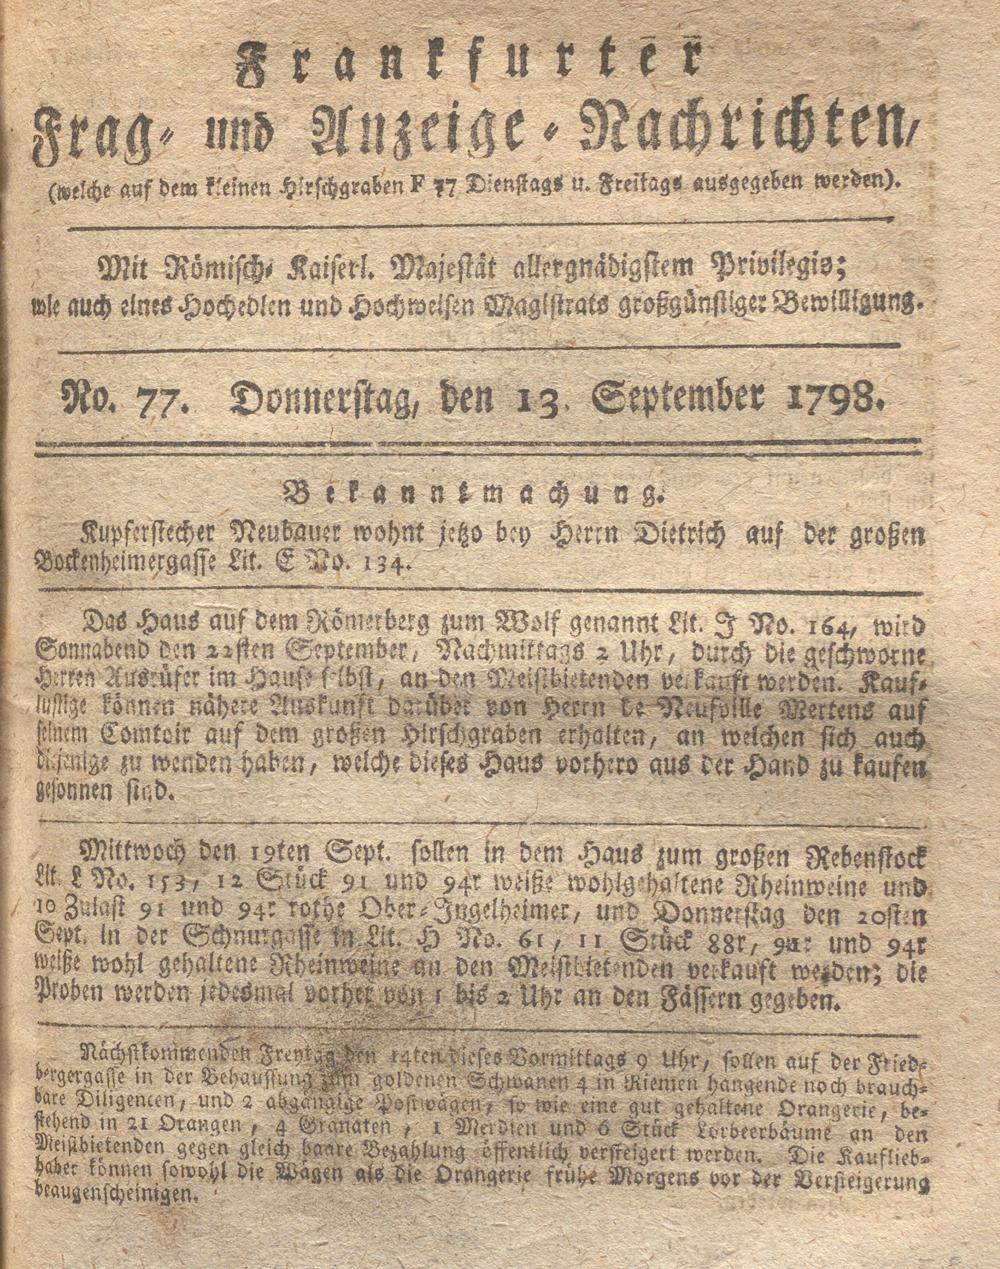 Frankfurter
Frag- und Anzeige-Nachrichten,
(welche auf dem kleinen Hirschgraben F 77 Dienstags u. Freitags ausgegeben werden).
Mit Römisch- Kaiserl. Majestät allergnädigstem Privilegio;
wie auch eines Hochedlen und Hochweisen Magistrats großgünstiger Bewilligung.
No. 77. Donnerstag, den 13. September 1798.
Bekanntmachung.
Kupferstecher Neubauer wohnt jetzo bey Herrn Dietrich auf der großen
Bockenheimergasse Lit. E No. 134.
Das Haus auf dem Römerberg zum Wolf genannt Lit. J No. 164, wird
Sonnabend den 22sten September, Nachmittags 2 Uhr, durch die geschworne
Herren Ausrüfer im Hause selbst, an den Meistbietenden verkauft werden. Kauf-
lustige können nähere Auskunft darüber von Herrn de Neufville Mertens auf
seinem Comtoir auf dem großen Hirschgraben erhalten, an welchen sich auch
diejenige zu wenden haben, welche dieses Haus vorhero aus der Hand zu kaufen
gesonnen sind.
Mittwoch den 19ten Sept. sollen in dem Haus zum großen Rebenstock
Lit. L No. 153, 12 Stück 91 und 94r weiße wohlgehaltene Rheinweine und
10 Zulast 91 und 94r rothe Ober-Ingelheimer, und Donnerstag den 20sten
Sept. in der Schnurgasse in Lit. H No. 61, 11 Stück 88r, und 94r
weiße wohl gehaltene Rheinweine an den Meistbietenden verkauft werden; die
Proben werden jedesmal vorher von 1 bis 2 Uhr an den Fässern gegeben.
Nächstkommenden Freytag den 14ten dieses Vormittags 9 Uhr, sollen auf der Fried-
bergergasse in der Behaussung zum goldenen Schwanen 4 in Riemen hangende noch brauch-
bare Diligencen, und 2 abgängige Postwägen, so wie eine gut gehaltene Orangerie, be-
stehend in 21 Orangen, 4 Granaten, 1 Merdien und 6 Stück Lorbeerbäume an den
Meistbietenden gegen gleich baare Bezahlung öffentlich versteigert werden. Die Kauflieb-
haber können sowohl die Wägen als die Orangerie frühe Morgens vor der Versteigerung
beaugenscheinigen.